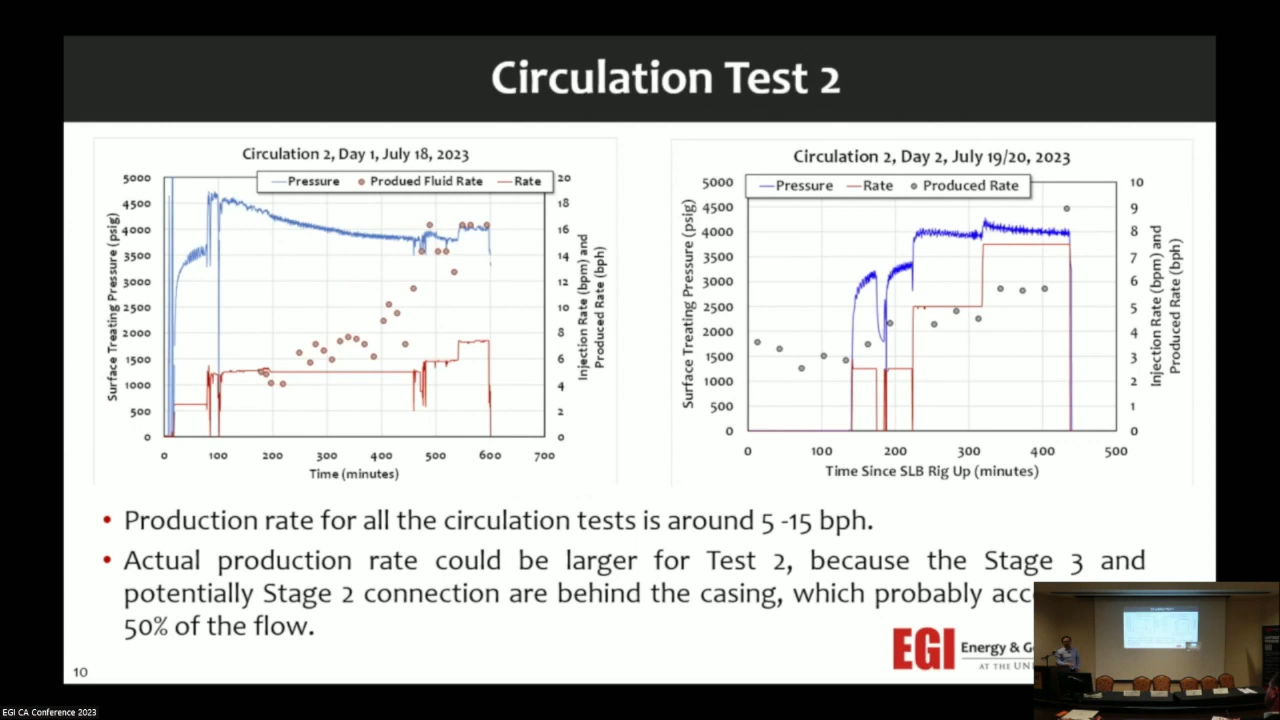 Circulation Test 2
Circulation 2, Day 1, July 18, 2023
Pressure Produed Fluid Rate Rate
Surface Treating Pressure (psig)
5000
4500
4000
3500
3000
2500
2000
1500
1000
500
0
0 100 200 300 400 500 600 700
Time (minutes)
20
18
16
14
12
10
8
6
4
2
0
Injection Rate (bpm) and
Produced Rate (bph)
Circulation 2, Day 2, July 19/20, 2023
Pressure Rate Produced Rate
Surface Treating Pressure (psig)
5000
4500
4000
3500
3000
2500
2000
1500
1000
500
0
0 100 200 300 400 500
Time Since SLB Rig Up (minutes)
10
9
8
7
6
5
4
3
2
1
0
Injection Rate (bpm) and
Produced Rate (bph)
• Production rate for all the circulation tests is around 5 -15 bph.
• Actual production rate could be larger for Test 2, because the Stage 3 and
potentially Stage 2 connection are behind the casing, which probably
50% of the flow.
EGI Energy &
AT THE
10
EGI CA Conference 2023